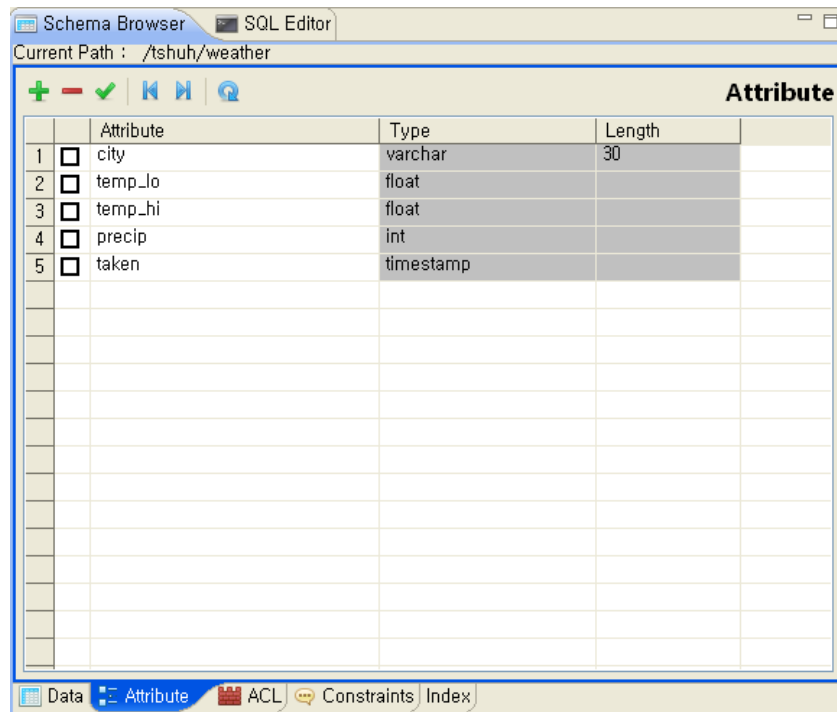 Schema Browser SQL Editor
Current Path : /tshuh/weather
Attribute
Attribute Type Length
1 city varchar 30
2 temp_lo float
3 temp_hi float
4 precip int
5 taken timestamp
Data Attribute ACL Constraints Index